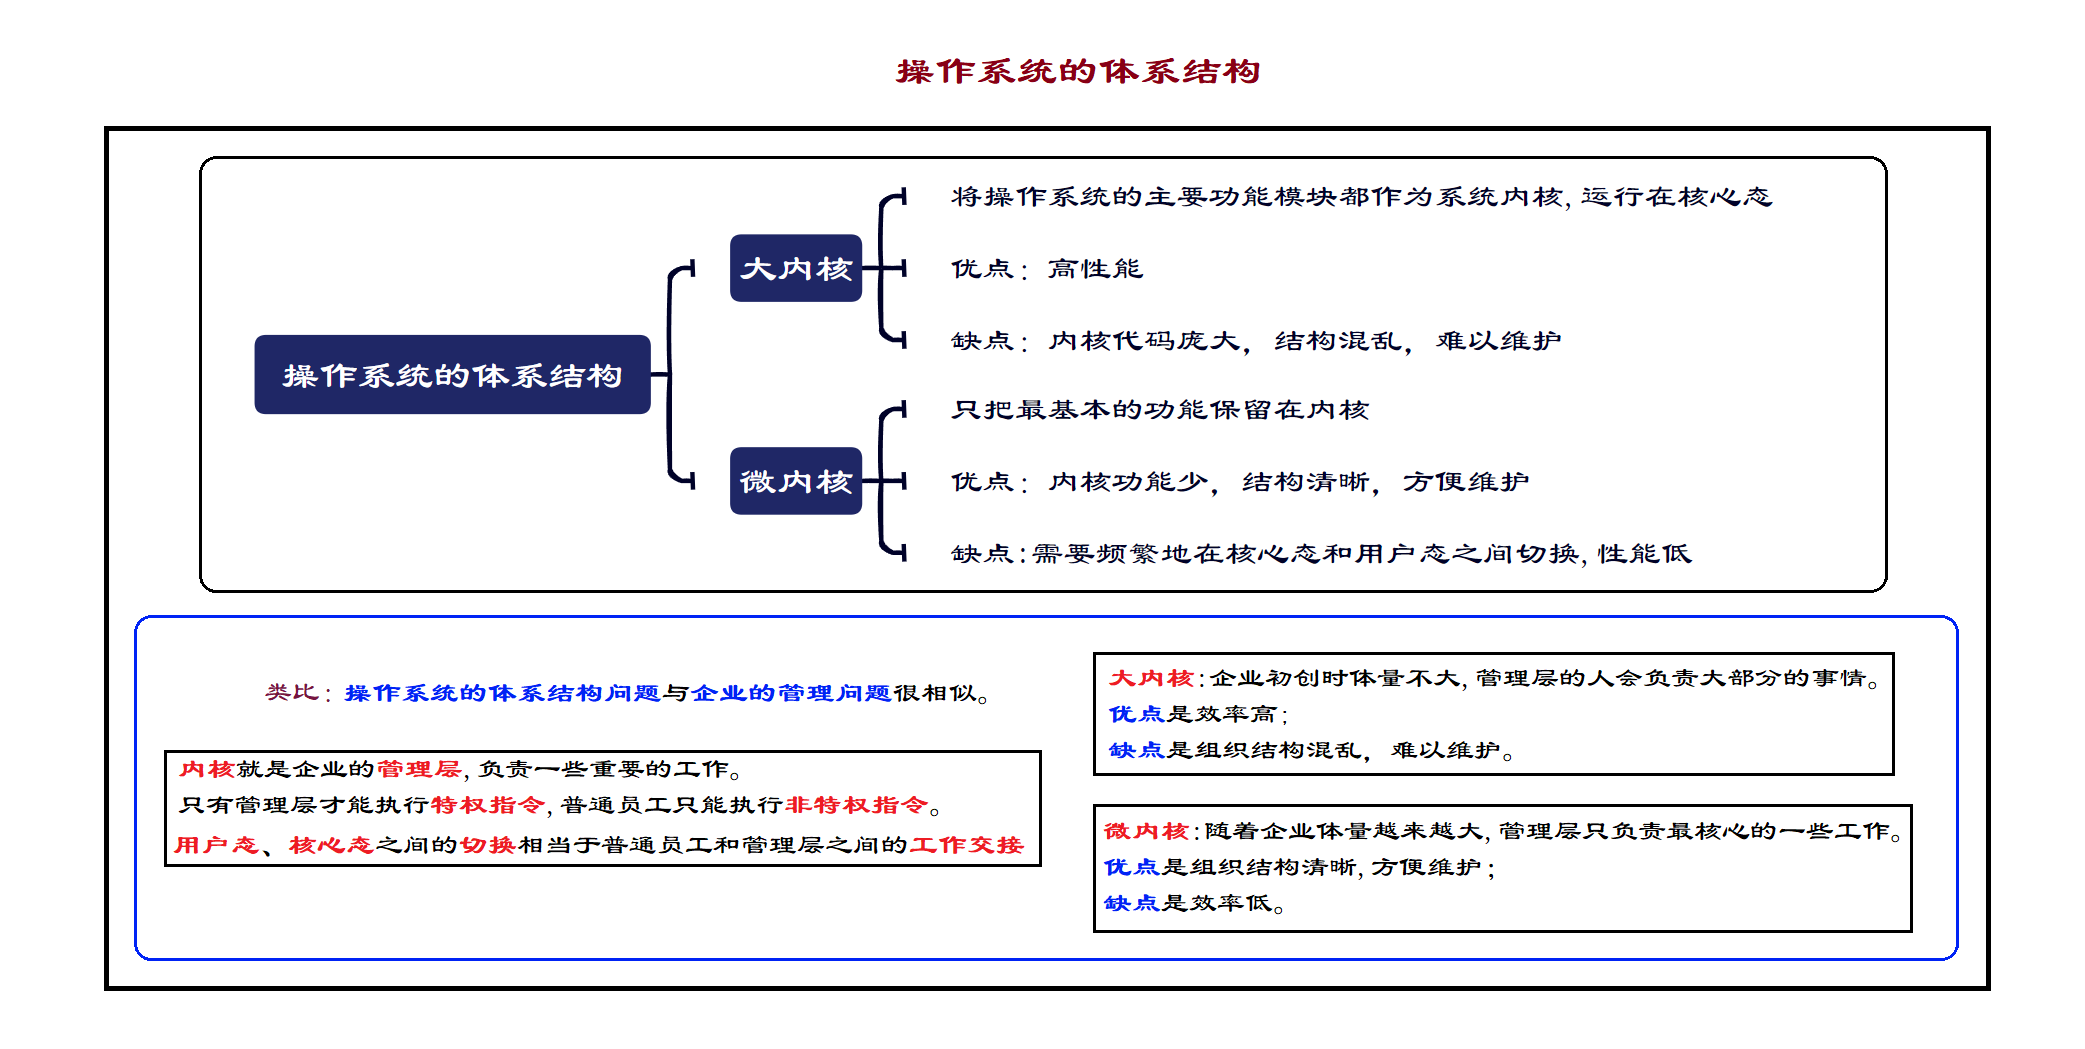 操作系统的体系结构
操作系统的体系结构
大内核
将操作系统的主要功能模块都作为系统内核,运行在核心态
优点：高性能
缺点：内核代码庞大，结构混乱，难以维护
微内核
只把最基本的功能保留在内核
优点：内核功能少，结构清晰，方便维护
缺点:需要频繁地在核心态和用户态之间切换,性能低
类比：操作系统的体系结构问题与企业的管理问题很相似。
内核就是企业的管理层,负责一些重要的工作。
只有管理层才能执行特权指令,普通员工只能执行非特权指令。
用户态、核心态之间的切换相当于普通员工和管理层之间的工作交接
大内核:企业初创时体量不大,管理层的人会负责大部分的事情。
优点是效率高;
缺点是组织结构混乱，难以维护。
微内核:随着企业体量越来越大,管理层只负责最核心的一些工作。
优点是组织结构清晰,方便维护;
缺点是效率低。